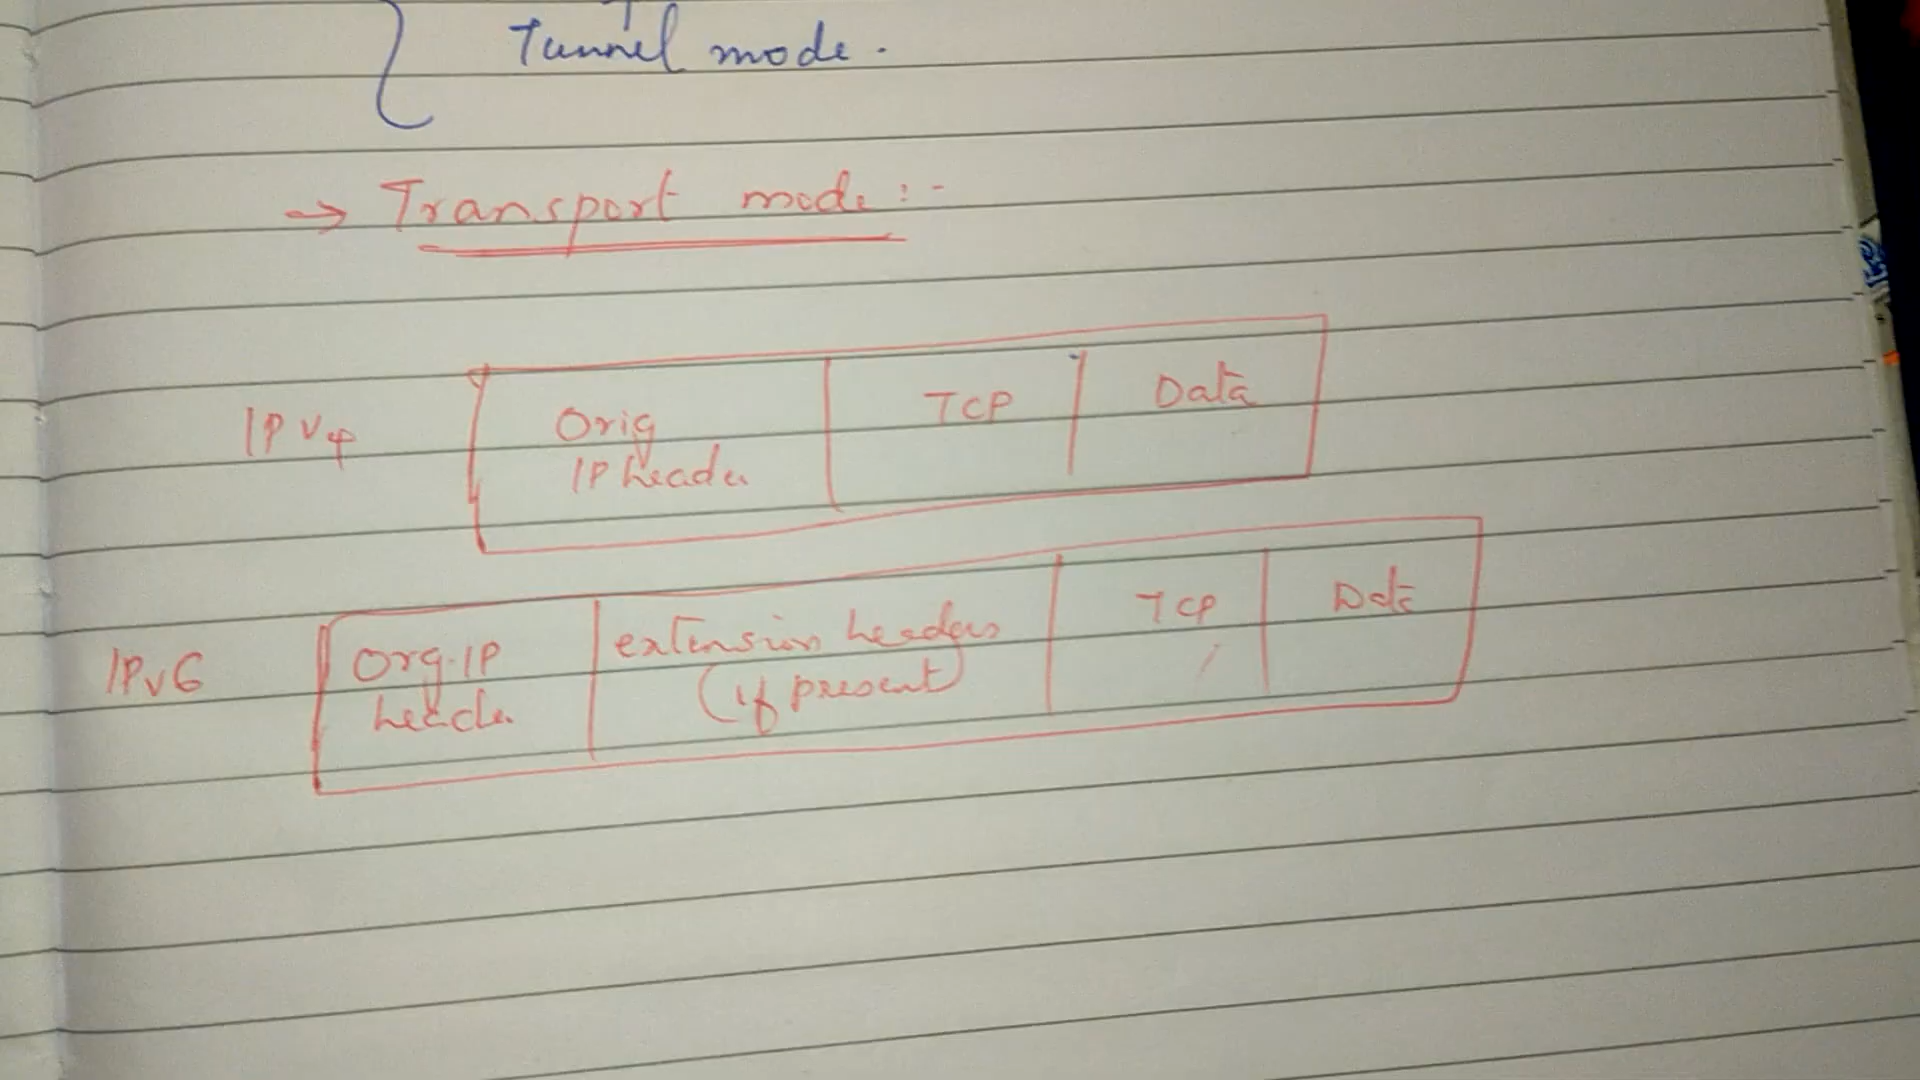 Tunnel mode.
→ Transport mode :-
IPv4 Orig IP header TCP Data
IPv6 Org.IP header extension headers (if present) TCP Data